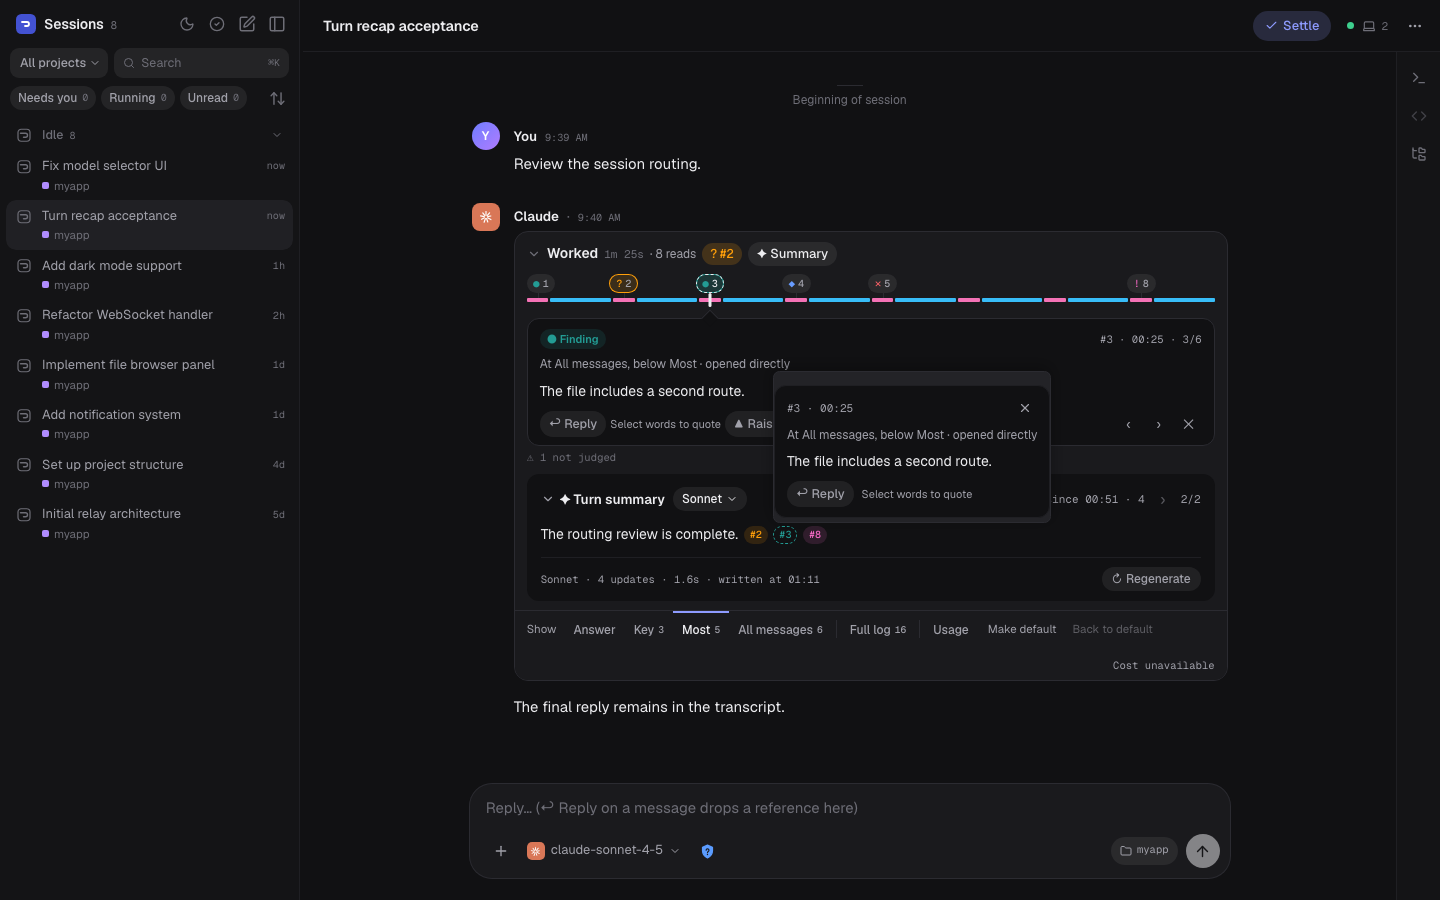 Sessions 8
All projects
Search ⌘K
Needs you 0
Running 0
Unread 0
Idle 8
Fix model selector UI now
myapp
Turn recap acceptance now
myapp
Add dark mode support 1h
myapp
Refactor WebSocket handler 2h
myapp
Implement file browser panel 1d
myapp
Add notification system 1d
myapp
Set up project structure 4d
myapp
Initial relay architecture 5d
myapp
Turn recap acceptance
Settle
2
Beginning of session
Y
You 9:39 AM
Review the session routing.
Claude · 9:40 AM
Worked 1m 25s · 8 reads ? #2 ✦ Summary
● 1 ? 2 ● 3 ◆ 4 × 5 ! 8
Finding #3 · 00:25 · 3/6
At All messages, below Most · opened directly
The file includes a second route.
↩ Reply Select words to quote ▲ Rais
‹ › ×
#3 · 00:25 ×
At All messages, below Most · opened directly
The file includes a second route.
↩ Reply Select words to quote
⚠ 1 not judged
✦ Turn summary Sonnet
ince 00:51 · 4 › 2/2
The routing review is complete. #2 #3 #8
Sonnet · 4 updates · 1.6s · written at 01:11
Regenerate
Show Answer Key 3 Most 5 All messages 6 Full log 16 Usage Make default Back to default
Cost unavailable
The final reply remains in the transcript.
Reply… (↩ Reply on a message drops a reference here)
claude-sonnet-4-5
?
myapp